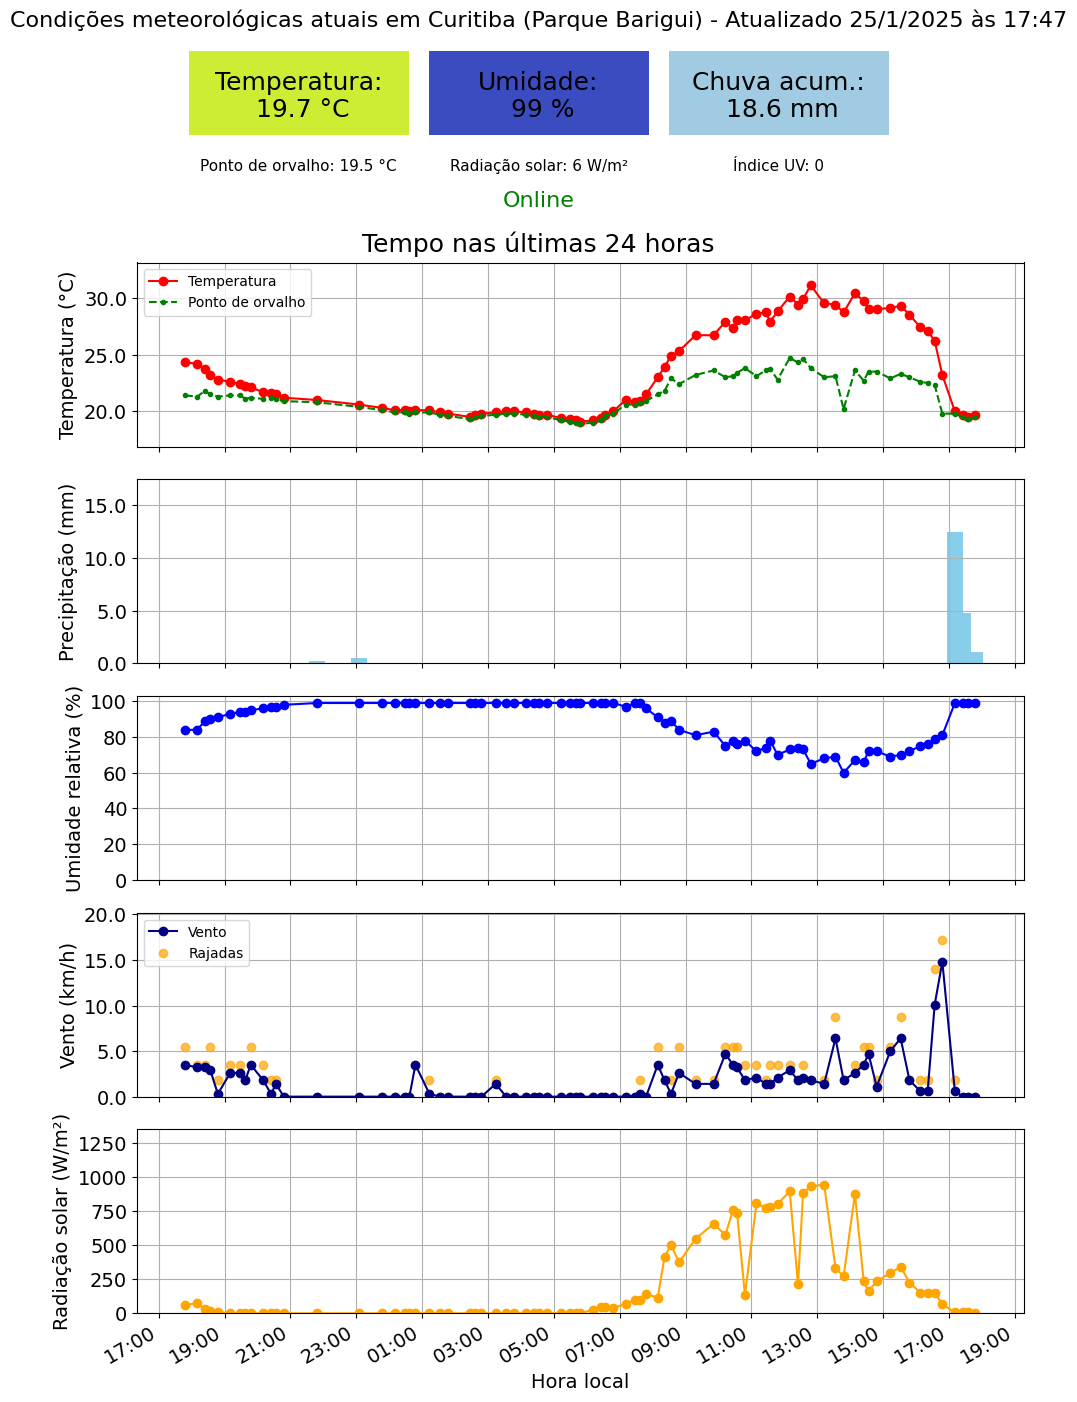 Condições meteorológicas atuais em Curitiba (Parque Barigui) - Atualizado 25/1/2025 às 17:47
Temperatura:
19.7 °C
Umidade:
99 %
Chuva acum.:
18.6 mm
Ponto de orvalho: 19.5 °C
Radiação solar: 6 W/m²
Índice UV: 0
Online
Tempo nas últimas 24 horas
Temperatura (°C)
30.0
25.0
20.0
Temperatura
Ponto de orvalho
Precipitação (mm)
15.0
10.0
5.0
0.0
Umidade relativa (%)
100
80
60
40
20
0
Vento (km/h)
20.0
15.0
10.0
5.0
0.0
Vento
Rajadas
Radiação solar (W/m²)
1250
1000
750
500
250
0
17:00
19:00
21:00
23:00
01:00
03:00
05:00
07:00
09:00
11:00
13:00
15:00
17:00
19:00
Hora local